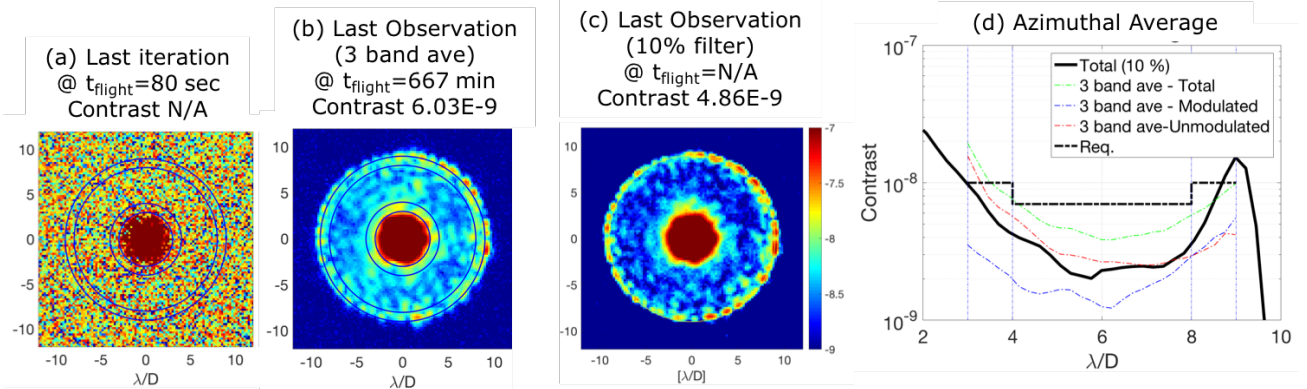 (a) Last iteration
@ t_flight=80 sec
Contrast N/A
10
5
0
-5
-10
-10 -5 0 5 10
λ/D
(b) Last Observation
(3 band ave)
@ t_flight=667 min
Contrast 6.03E-9
10
5
0
-5
-10
-10 -5 0 5 10
λ/D
(c) Last Observation
(10% filter)
@ t_flight=N/A
Contrast 4.86E-9
10
5
0
-5
-10
-10 -5 0 5 10
[λ/D]
-7
-7.5
-8
-8.5
-9
(d) Azimuthal Average
Contrast
10^-7
10^-8
10^-9
Total (10 %)
3 band ave - Total
3 band ave - Modulated
3 band ave-Unmodulated
Req.
2 4 6 8 10
λ/D